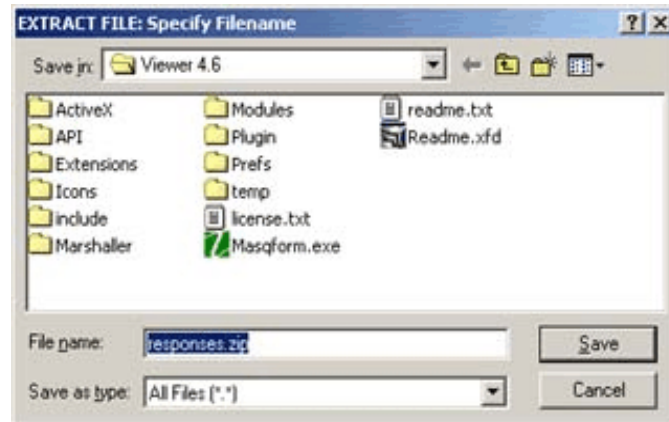 EXTRACT FILE: Specify Filename
Save in: Viewer 4.6
ActiveX
API
Extensions
Icons
include
Marshaller
Modules
Plugin
Prefs
temp
license.txt
Masqform.exe
readme.txt
Readme.xfd
File name: responses.zip
Save
Save as type: All Files (*.*)
Cancel